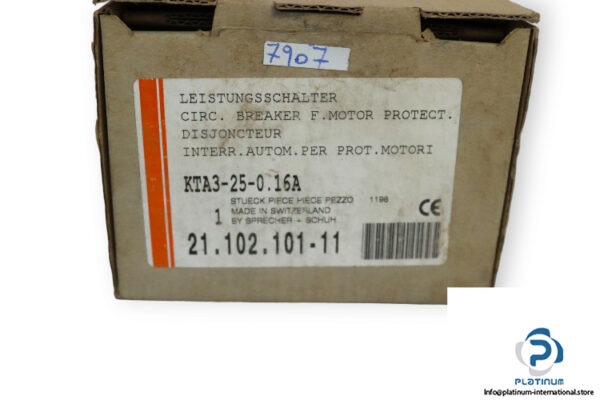 7907
LEISTUNGSSCHALTER
CIRC. BREAKER F.MOTOR PROTECT.
DISJONCTEUR
INTERR.AUTOM.PER PROT.MOTORI
KTA3-25-0.16A
STUECK PIECE PIECE PEZZO 1196
1 MADE IN SWITZERLAND
BY SPRECHER + SCHUH
CE
21.102.101-11
PLATINUM
Info@platinum-international.store